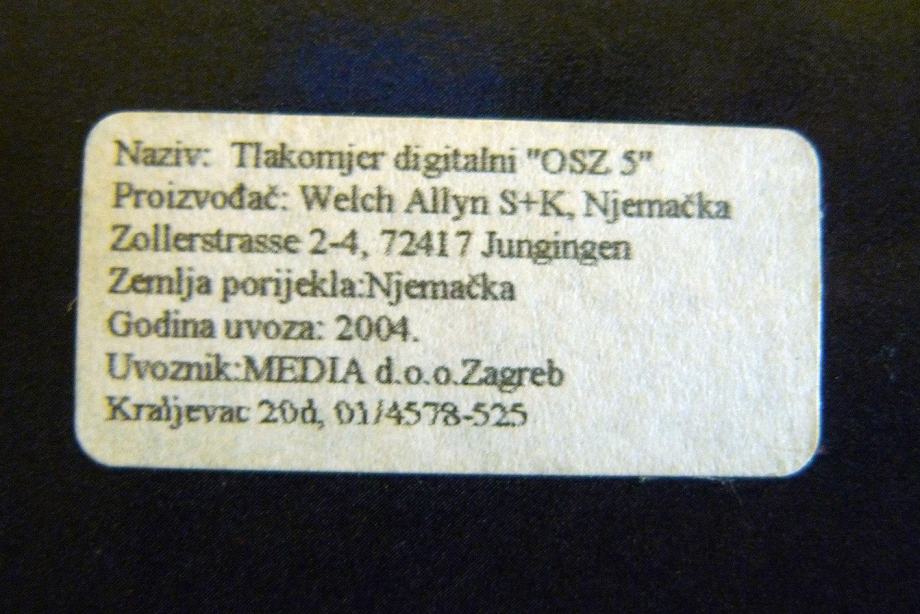 Naziv: Tlakomjer digitalni "OSZ 5"
Proizvođač: Welch Allyn S+K, Njemačka
Zollerstrasse 2-4, 72417 Jungingen
Zemlja porijekla:Njemačka
Godina uvoza: 2004.
Uvoznik:MEDIA d.o.o.Zagreb
Kraljevac 20d, 01/4578-525